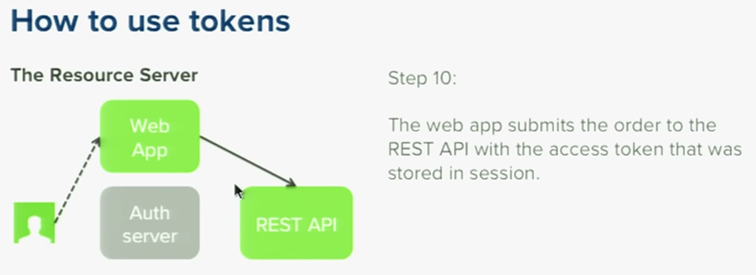 How to use tokens
The Resource Server
Step 10:
Web
App
The web app submits the order to the
REST API with the access token that was
stored in session.
Auth
server
REST API